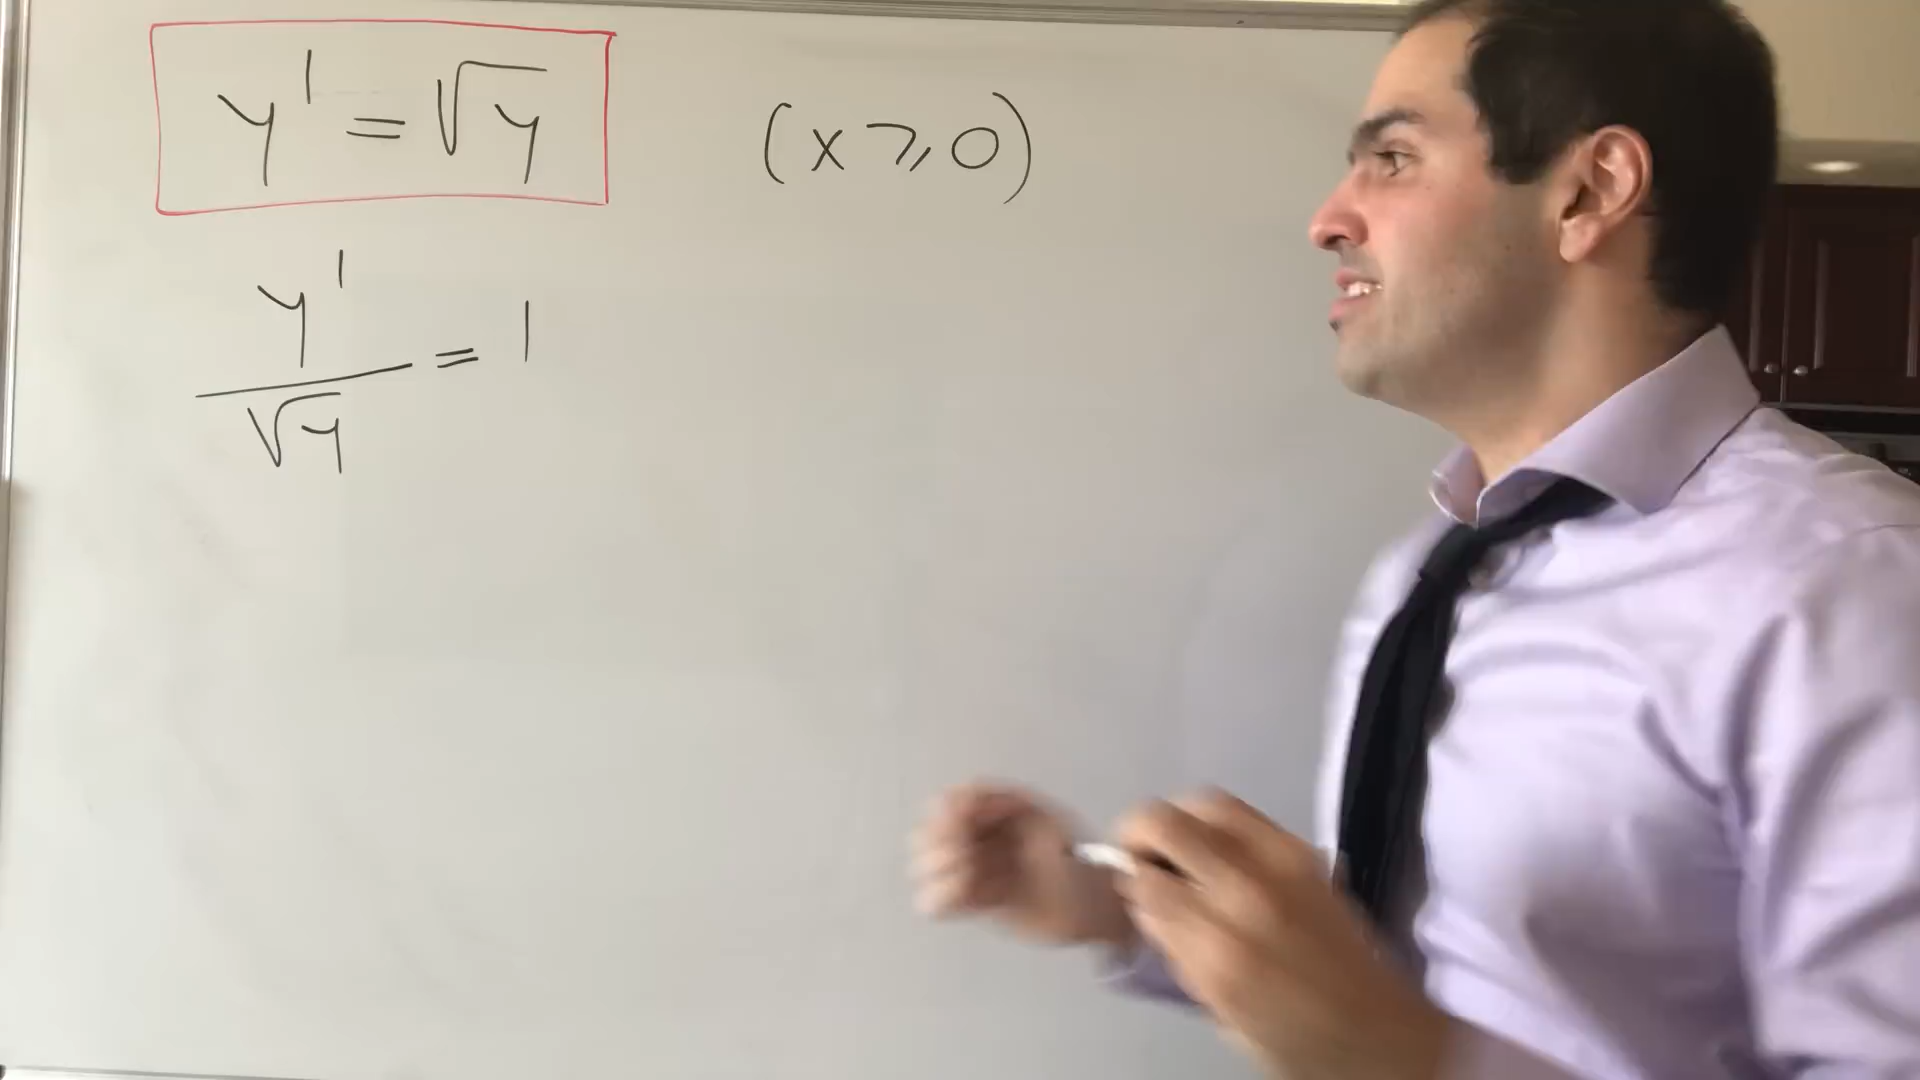 y' = √y (x ⩾ 0)
y'/√y = 1